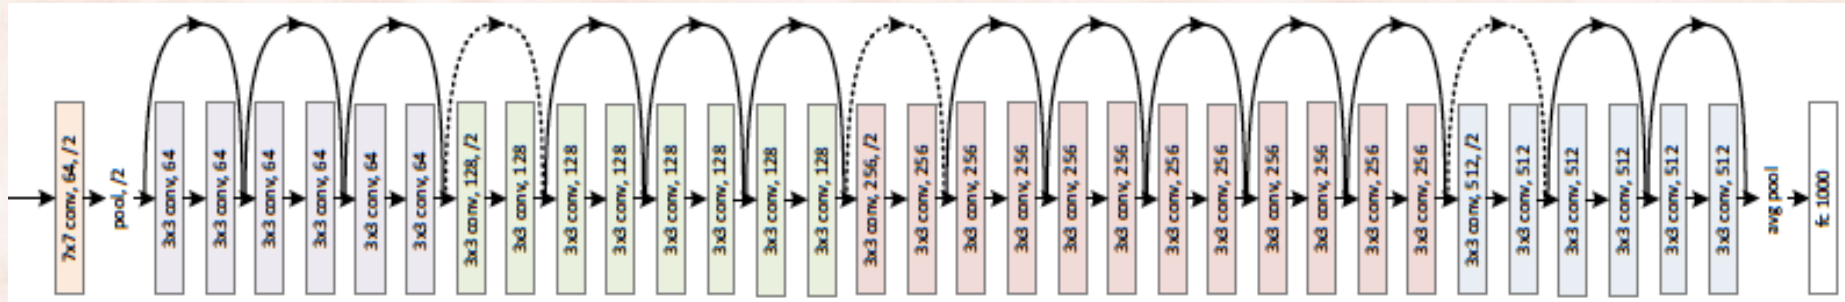 7x7 conv, 64, /2
pool, /2
3x3 conv, 64
3x3 conv, 64
3x3 conv, 64
3x3 conv, 64
3x3 conv, 64
3x3 conv, 64
3x3 conv, 128, /2
3x3 conv, 128
3x3 conv, 128
3x3 conv, 128
3x3 conv, 128
3x3 conv, 128
3x3 conv, 128
3x3 conv, 128
3x3 conv, 256, /2
3x3 conv, 256
3x3 conv, 256
3x3 conv, 256
3x3 conv, 256
3x3 conv, 256
3x3 conv, 256
3x3 conv, 256
3x3 conv, 256
3x3 conv, 256
3x3 conv, 256
3x3 conv, 256
3x3 conv, 512, /2
3x3 conv, 512
3x3 conv, 512
3x3 conv, 512
3x3 conv, 512
3x3 conv, 512
avg pool
fc 1000